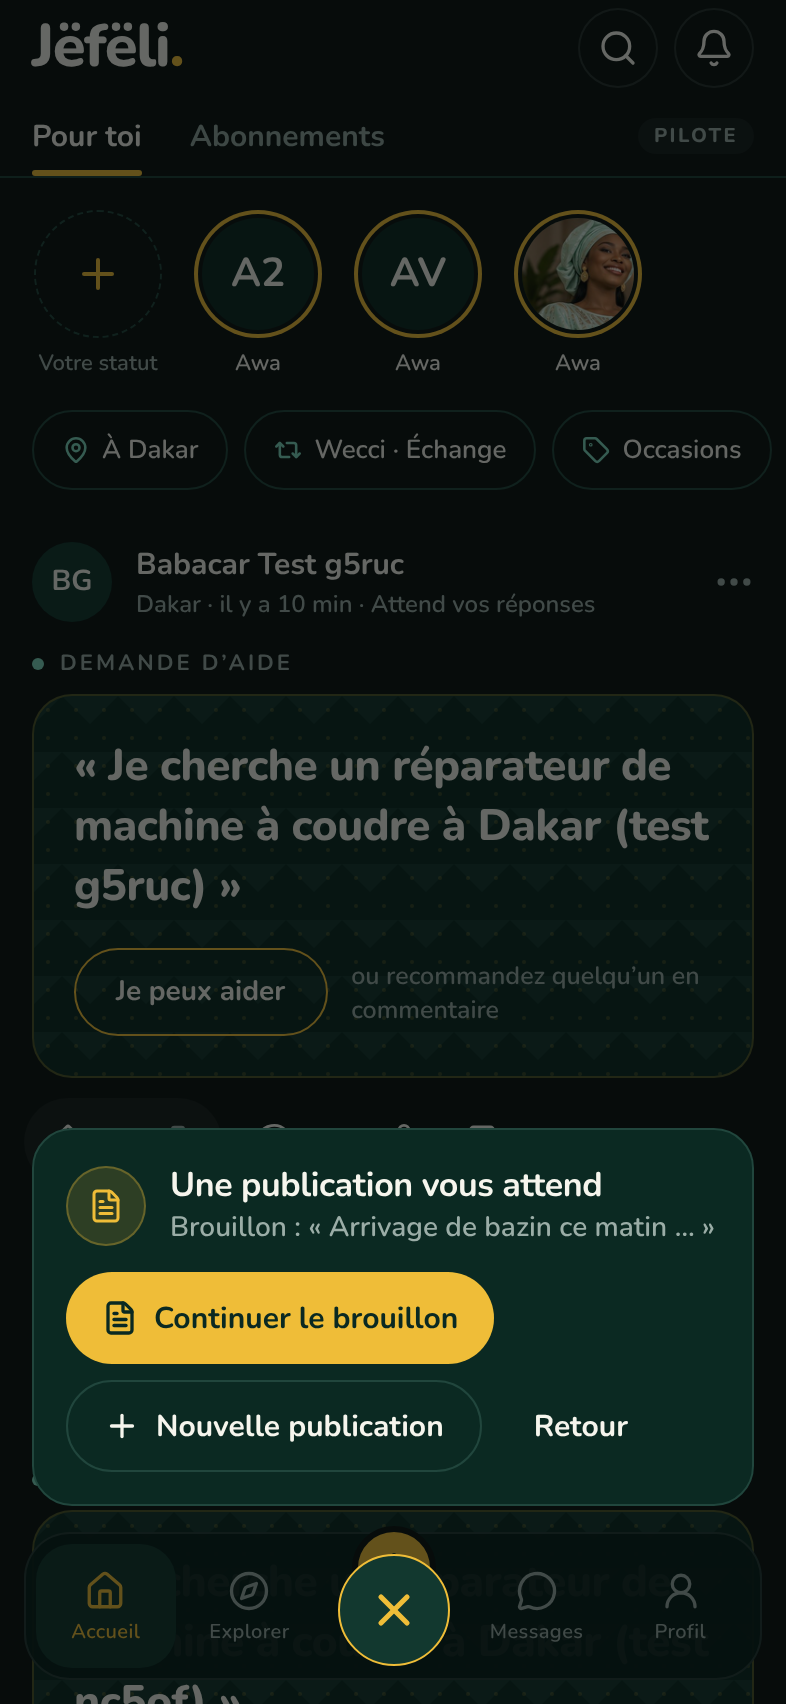 Jëfëli.
Pour toi
Abonnements
PILOTE
A2
AV
Votre statut
Awa
Awa
Awa
À Dakar
Wecci · Échange
Occasions
BG
Babacar Test g5ruc
Dakar · il y a 10 min · Attend vos réponses
DEMANDE D’AIDE
« Je cherche un réparateur de
machine à coudre à Dakar (test
g5ruc) »
Je peux aider
ou recommandez quelqu’un en
commentaire
Une publication vous attend
Brouillon : « Arrivage de bazin ce matin ... »
Continuer le brouillon
Nouvelle publication
Retour
Accueil
Explorer
Messages
Profil